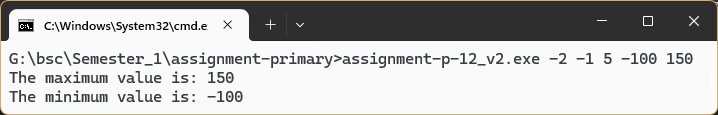 C:\Windows\System32\cmd.e
G:\bsc\Semester_1\assignment-primary>assignment-p-12_v2.exe -2 -1 5 -100 150
The maximum value is: 150
The minimum value is: -100